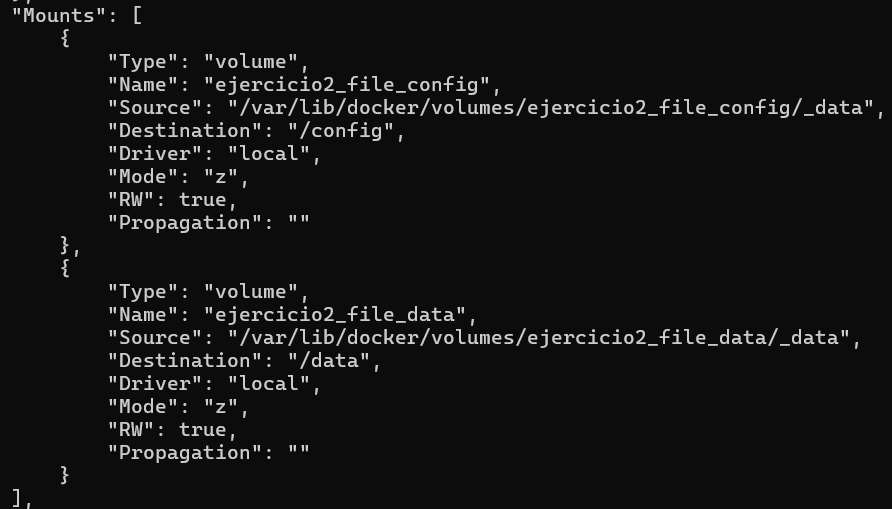 "Mounts": [
    {
        "Type": "volume",
        "Name": "ejercicio2_file_config",
        "Source": "/var/lib/docker/volumes/ejercicio2_file_config/_data",
        "Destination": "/config",
        "Driver": "local",
        "Mode": "z",
        "RW": true,
        "Propagation": ""
    },
    {
        "Type": "volume",
        "Name": "ejercicio2_file_data",
        "Source": "/var/lib/docker/volumes/ejercicio2_file_data/_data",
        "Destination": "/data",
        "Driver": "local",
        "Mode": "z",
        "RW": true,
        "Propagation": ""
    }
],